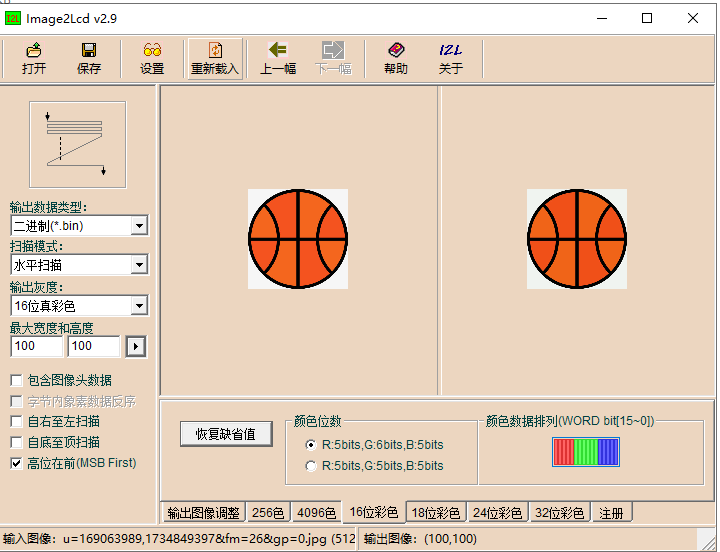 Image2Lcd v2.9
打开 保存 设置 重新载入 上一幅 下一幅 帮助 I2L 关于
输出数据类型:
二进制(*.bin)
扫描模式:
水平扫描
输出灰度:
16位真彩色
最大宽度和高度
100 100
包含图像头数据
字节内象素数据反序
自右至左扫描
自底至顶扫描
高位在前(MSB First)
恢复缺省值
颜色位数
R:5bits,G:6bits,B:5bits
R:5bits,G:5bits,B:5bits
颜色数据排列(WORD bit[15~0])
输出图像调整 256色 4096色 16位彩色 18位彩色 24位彩色 32位彩色 注册
输入图像: u=169063989,1734849397&fm=26&gp=0.jpg (512 输出图像: (100,100)